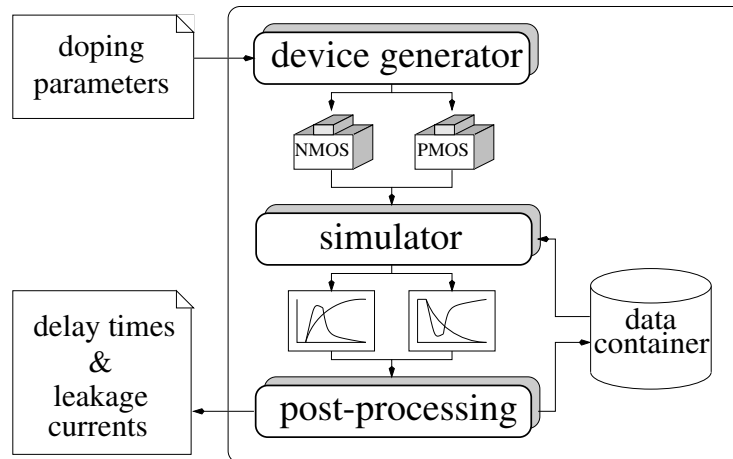 doping
parameters
device generator
NMOS
PMOS
simulator
delay times
&
leakage
currents
data
container
post-processing